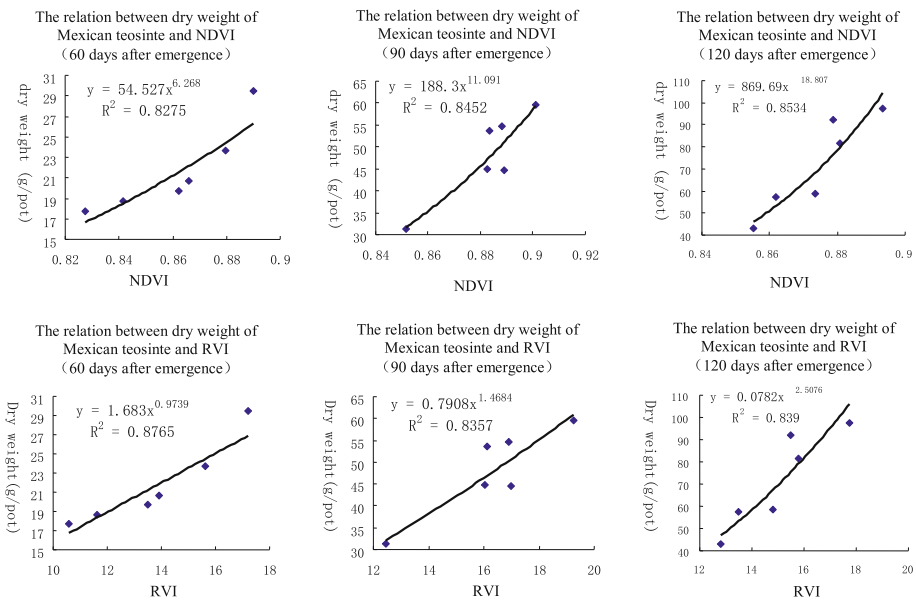 The relation between dry weight of
Mexican teosinte and NDVI
(60 days after emergence)
y = 54.527x^6.268
R² = 0.8275
dry weight (g/pot)
31
29
27
25
23
21
19
17
15
0.82 0.84 0.86 0.88 0.9
NDVI
The relation between dry weight of
Mexican teosinte and NDVI
(90 days after emergence)
y = 188.3x^11.091
R² = 0.8452
dry weight (g/pot)
65
60
55
50
45
40
35
30
0.84 0.86 0.88 0.9 0.92
NDVI
The relation between dry weight of
Mexican teosinte and NDVI
(120 days after emergence)
y = 869.69x^18.807
R² = 0.8534
dry weight (g/pot)
110
100
90
80
70
60
50
40
0.84 0.86 0.88 0.9
NDVI
The relation between dry weight of
Mexican teosinte and RVI
(60 days after emergence)
y = 1.683x^0.9739
R² = 0.8765
Dry weight(g/pot)
31
29
27
25
23
21
19
17
15
10 12 14 16 18
RVI
The relation between dry weight of
Mexican teosinte and RVI
(90 days after emergence)
y = 0.7908x^1.4684
R² = 0.8357
Dry weight(g/pot)
65
60
55
50
45
40
35
30
12 14 16 18 20
RVI
The relation between dry weight of
Mexican teosinte and RVI
(120 days after emergence)
y = 0.0782x^2.5076
R² = 0.839
Dry weight(g/pot)
110
100
90
80
70
60
50
40
12 14 16 18 20
RVI